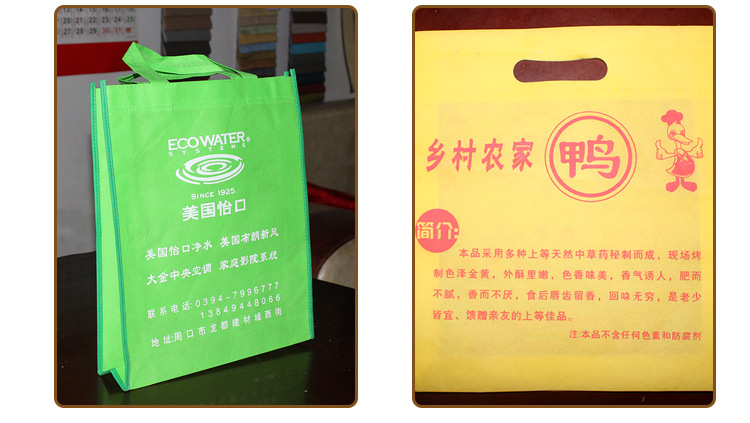 ECOWATER®
SYSTEMS
SINCE 1925.
美国怡口
美国怡口净水 美国布朗新风
大金中央空调 家庭影院系统
联系电话:0394-7996777
13849448066
地址:周口市龙都建材城西街
乡村农家 鸭
简介:
本品采用多种上等天然中草药秘制而成，现场烤
制色泽金黄，外酥里嫩，色香味美，香气诱人，肥而
不腻，香而不厌，食后唇齿留香，回味无穷，是老少
皆宜、馈赠亲友的上等佳品。
注:本品不含任何色素和防腐剂